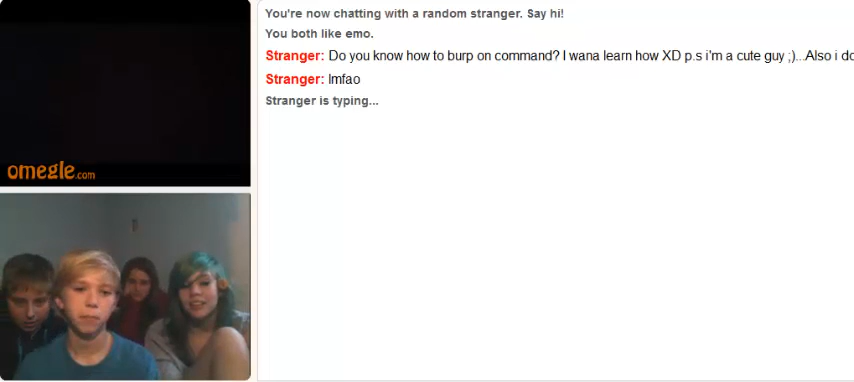 You're now chatting with a random stranger. Say hi!
You both like emo.
Stranger: Do you know how to burp on command? I wana learn how XD p.s i'm a cute guy ;)...Also i do
Stranger: lmfao
Stranger is typing...
omegle.com